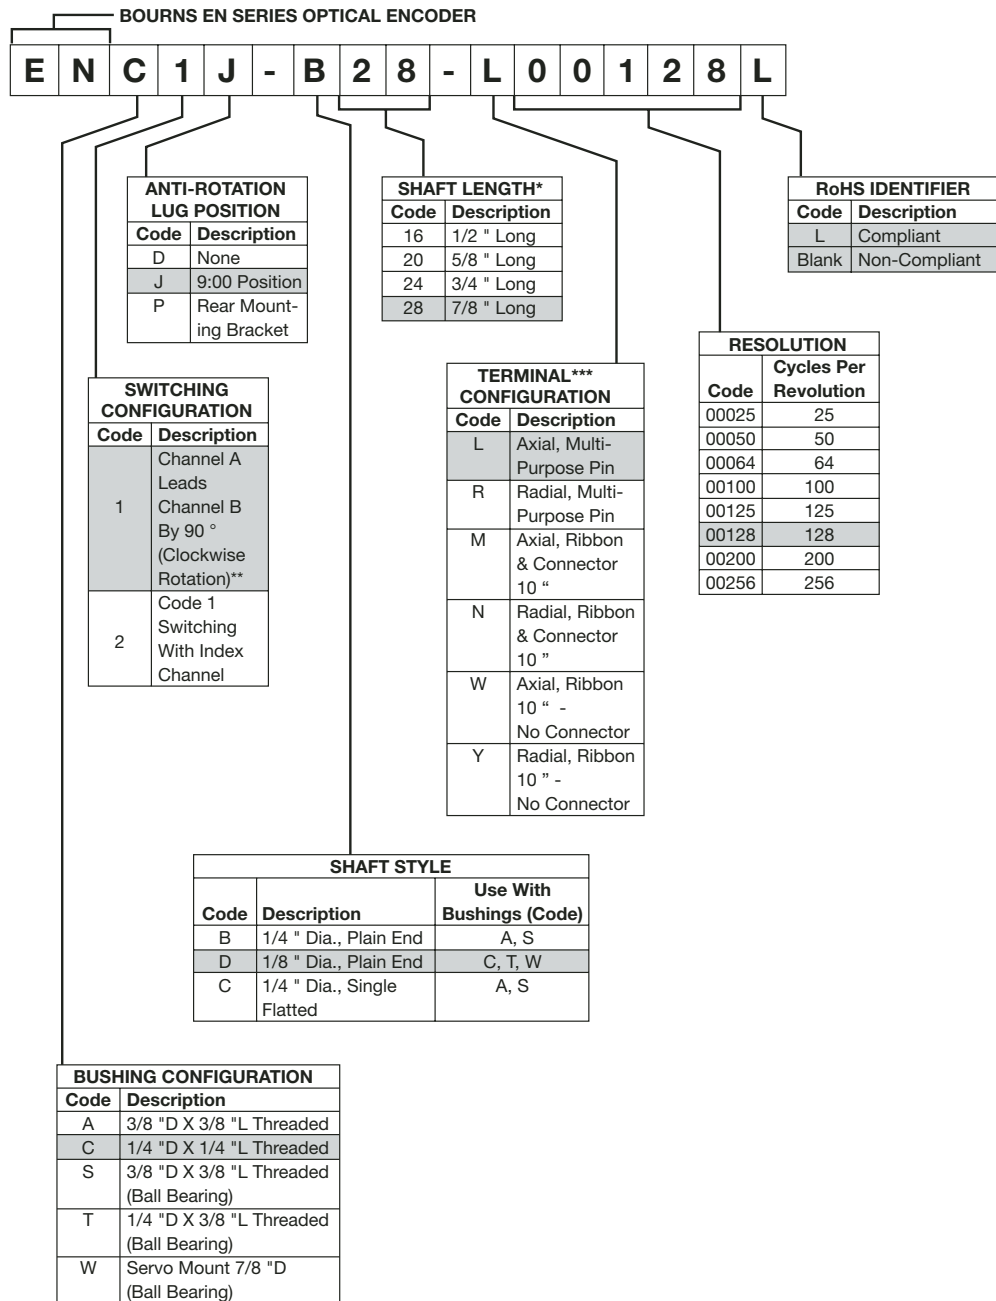 BOURNS EN SERIES OPTICAL ENCODER
E N C 1 J - B 2 8 - L 0 0 1 2 8 L
ANTI-ROTATION
LUG POSITION
Code Description
D None
J 9:00 Position
P Rear Mount-
ing Bracket
SHAFT LENGTH*
Code Description
16 1/2 " Long
20 5/8 " Long
24 3/4 " Long
28 7/8 " Long
RoHS IDENTIFIER
Code Description
L Compliant
Blank Non-Compliant
SWITCHING
CONFIGURATION
Code Description
Channel A
Leads
1 Channel B
By 90 °
(Clockwise
Rotation)**
Code 1
Switching
2 With Index
Channel
TERMINAL***
CONFIGURATION
Code Description
L Axial, Multi-
Purpose Pin
R Radial, Multi-
Purpose Pin
M Axial, Ribbon
& Connector
10 “
N Radial, Ribbon
& Connector
10 ”
W Axial, Ribbon
10 “ -
No Connector
Y Radial, Ribbon
10 ” -
No Connector
RESOLUTION
Cycles Per
Code Revolution
00025 25
00050 50
00064 64
00100 100
00125 125
00128 128
00200 200
00256 256
SHAFT STYLE
Use With
Code Description Bushings (Code)
B 1/4 " Dia., Plain End A, S
D 1/8 " Dia., Plain End C, T, W
C 1/4 " Dia., Single A, S
Flatted
BUSHING CONFIGURATION
Code Description
A 3/8 "D X 3/8 "L Threaded
C 1/4 "D X 1/4 "L Threaded
S 3/8 "D X 3/8 "L Threaded
(Ball Bearing)
T 1/4 "D X 3/8 "L Threaded
(Ball Bearing)
W Servo Mount 7/8 "D
(Ball Bearing)